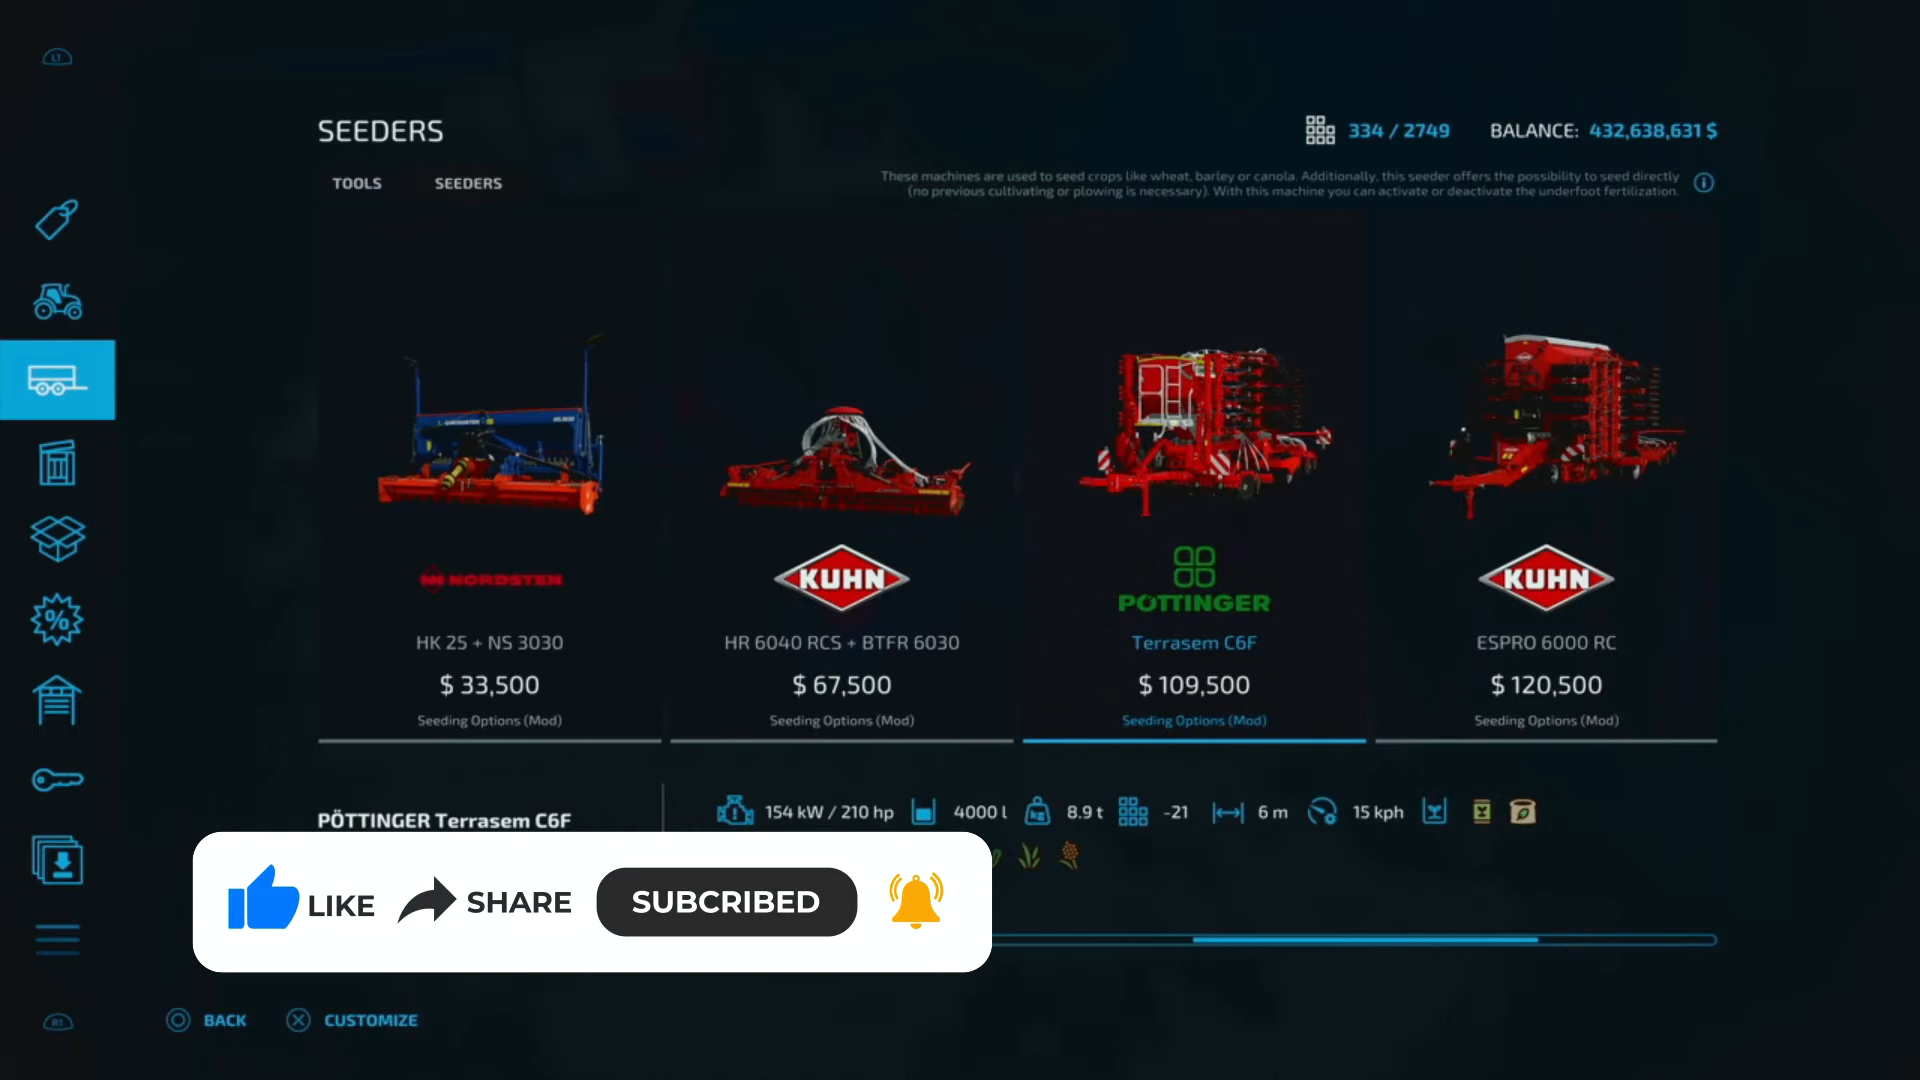 SEEDERS
334 / 2749
BALANCE: 432,638,631 $
TOOLS
SEEDERS
These machines are used to seed crops like wheat, barley or canola. Additionally, this seeder offers the possibility to seed directly
(no previous cultivating or plowing is necessary). With this machine you can activate or deactivate the underfoot fertilization.
NORDSTEN
HK 25 + NS 3030
$ 33,500
Seeding Options (Mod)
KUHN
HR 6040 RCS + BTFR 6030
$ 67,500
Seeding Options (Mod)
PÖTTINGER
Terrasem C6F
$ 109,500
Seeding Options (Mod)
KUHN
ESPRO 6000 RC
$ 120,500
Seeding Options (Mod)
PÖTTINGER Terrasem C6F
154 kW / 210 hp
4000 l
8.9 t
-21
6 m
15 kph
LIKE
SHARE
SUBCRIBED
BACK
CUSTOMIZE